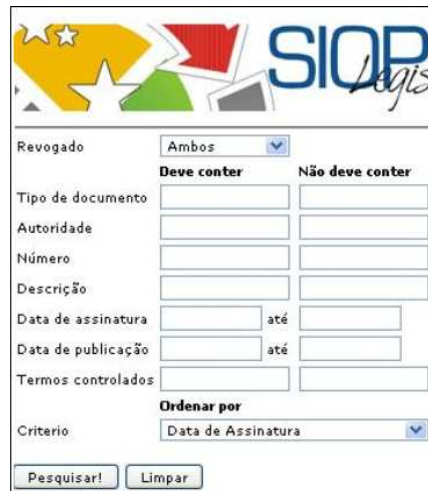 SIOP
Legis
Revogado Ambos
Deve conter Não deve conter
Tipo de documento
Autoridade
Número
Descrição
Data de assinatura até
Data de publicação até
Termos controlados
Ordenar por
Criterio Data de Assinatura
Pesquisar! Limpar